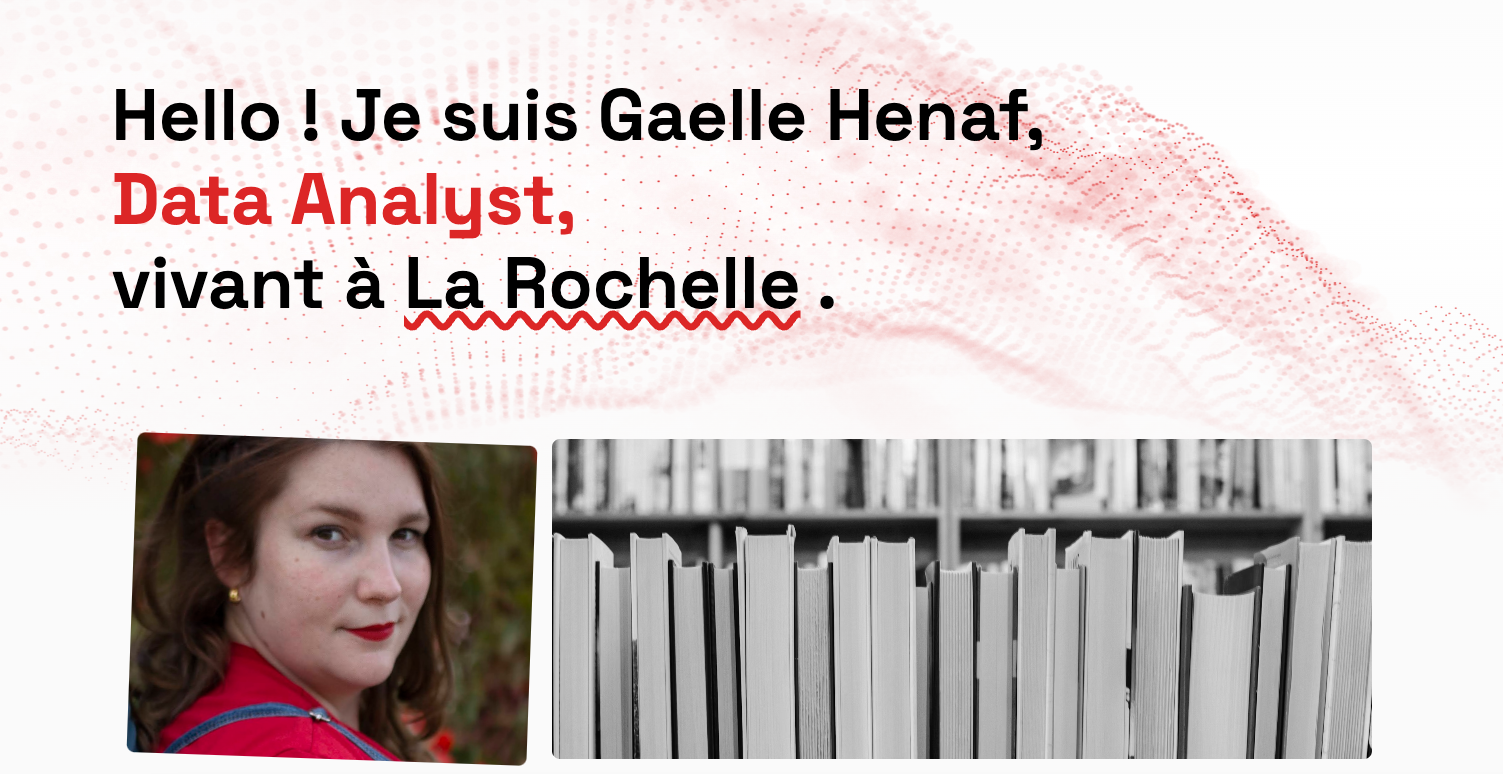 Hello ! Je suis Gaelle Henaf,
Data Analyst,
vivant à La Rochelle .